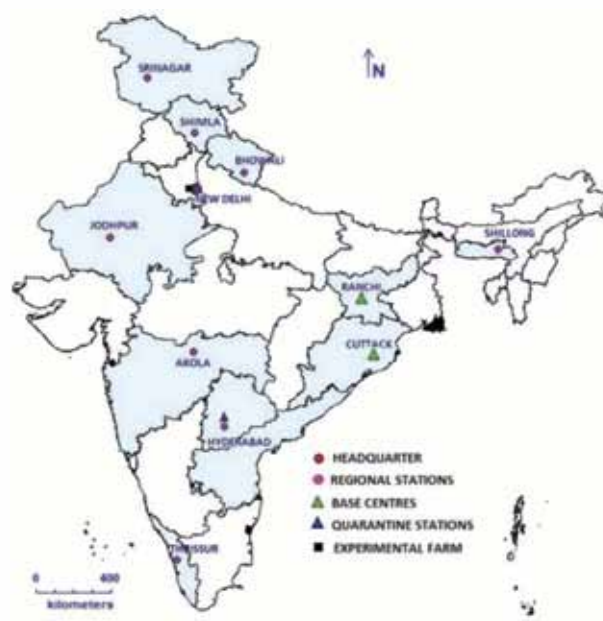 SRINAGAR
N
SHIMLA
BHOWALI
NEW DELHI
JODHPUR
SHILLONG
RANCHI
CUTTACK
AKOLA
HYDERABAD
HEADQUARTER
REGIONAL STATIONS
BASE CENTRES
QUARANTINE STATIONS
EXPERIMENTAL FARM
THRISSUR
0 400
kilometers